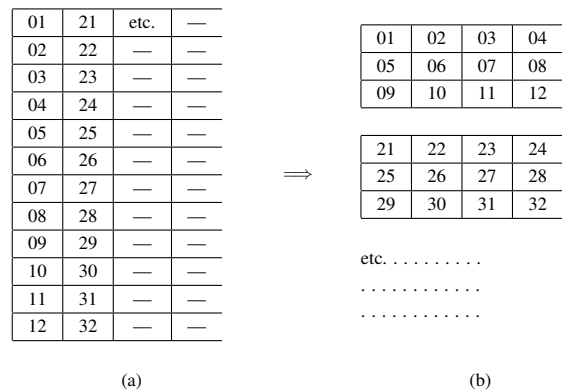 01 21 etc. —
02 22 — —
03 23 — —
04 24 — —
05 25 — —
06 26 — —
07 27 — —
08 28 — —
09 29 — —
10 30 — —
11 31 — —
12 32 — —
(a)
⟹
01 02 03 04
05 06 07 08
09 10 11 12
21 22 23 24
25 26 27 28
29 30 31 32
etc. . . . . . . . . . .
. . . . . . . . . . . .
. . . . . . . . . . . .
(b)